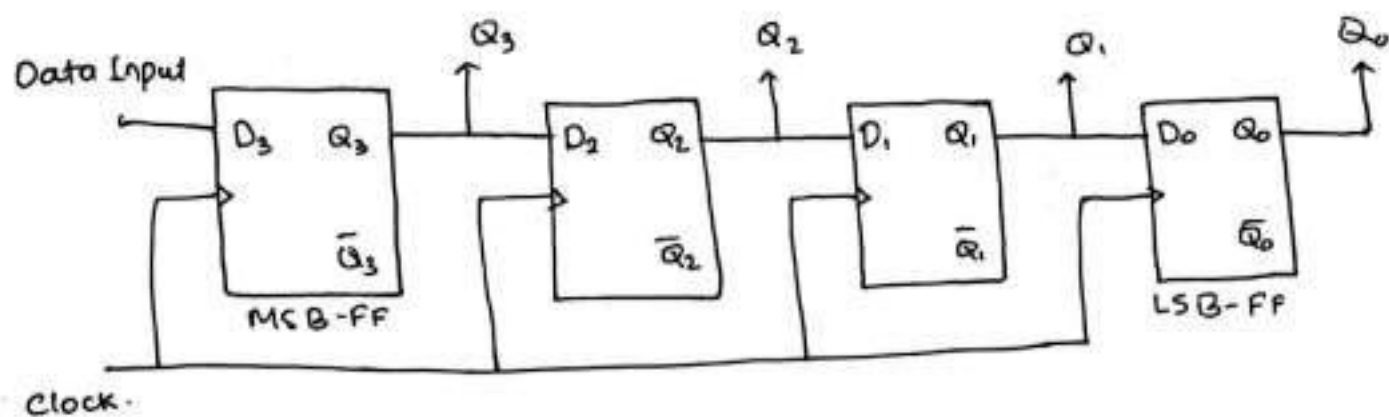 Q₃ Q₂ Q₁ Q₀
Data Input
D₃ Q₃ D₂ Q₂ D₁ Q₁ D₀ Q₀
Q̅₃ Q̅₂ Q̅₁ Q̅₀
MSB-FF LSB-FF
Clock.